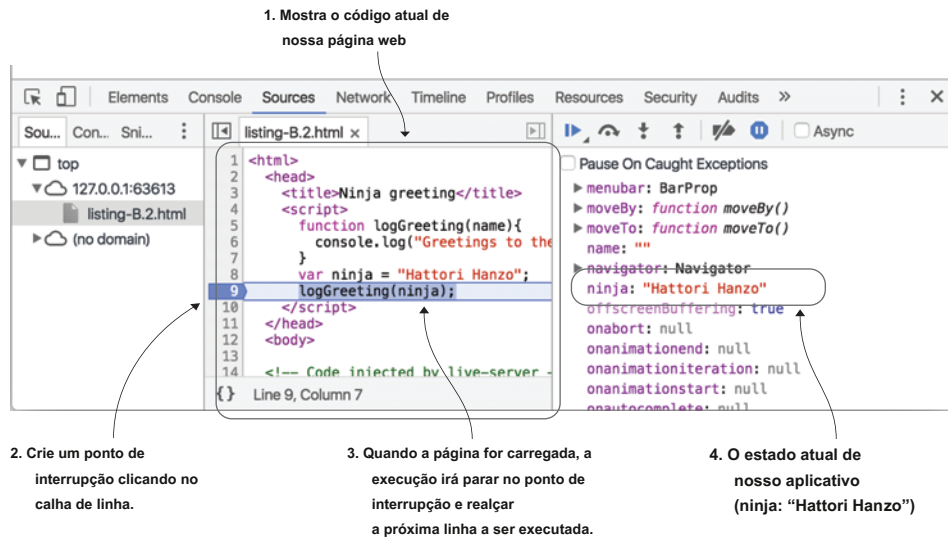 1. Mostra o código atual de
nossa página web
Elements Console Sources Network Timeline Profiles Resources Security Audits »
Sou... Con... Sni...
listing-B.2.html ×
Async
top
127.0.0.1:63613
listing-B.2.html
(no domain)
1 <html>
2 <head>
3 <title>Ninja greeting</title>
4 <script>
5 function logGreeting(name){
6 console.log("Greetings to the
7 }
8 var ninja = "Hattori Hanzo";
9 logGreeting(ninja);
10 </script>
11 </head>
12 <body>
13
14 <!-- Code injected by live-server -
{} Line 9, Column 7
Pause On Caught Exceptions
menubar: BarProp
moveBy: function moveBy()
moveTo: function moveTo()
name: ""
navigator: Navigator
ninja: "Hattori Hanzo"
offscreenBuffering: true
onabort: null
onanimationend: null
onanimationiteration: null
onanimationstart: null
onautocomplete: null
2. Crie um ponto de
interrupção clicando no
calha de linha.
3. Quando a página for carregada, a
execução irá parar no ponto de
interrupção e realçar
a próxima linha a ser executada.
4. O estado atual de
nosso aplicativo
(ninja: “Hattori Hanzo”)